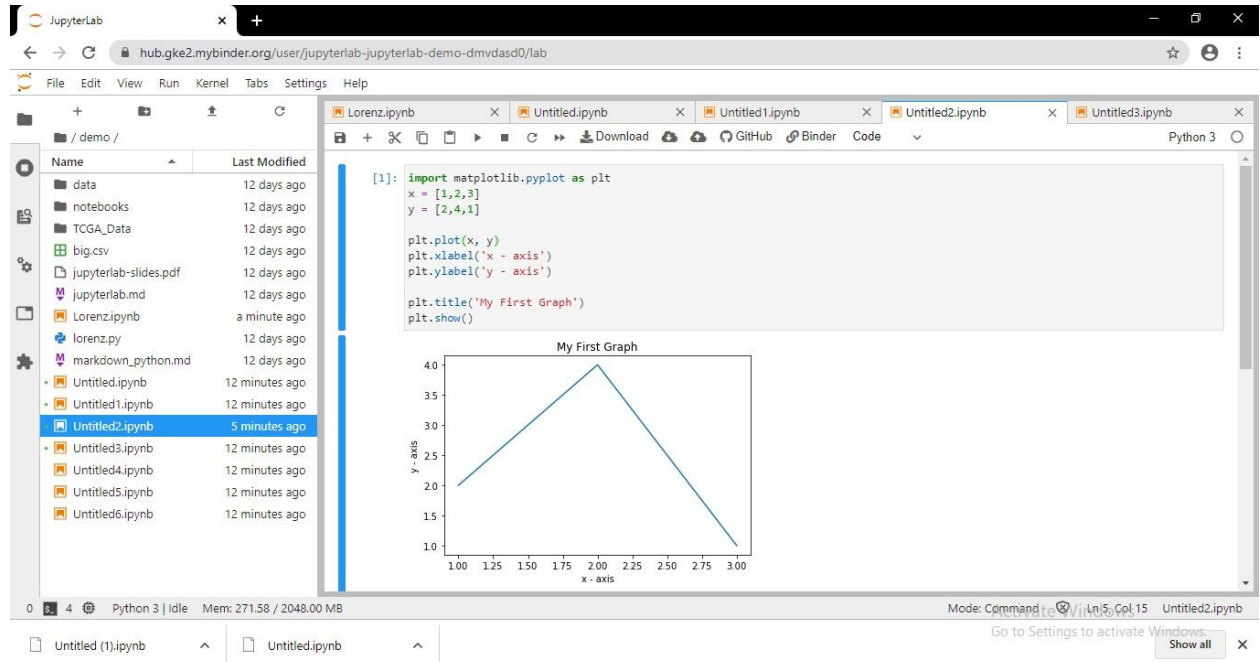 JupyterLab
hub.gke2.mybinder.org/user/jupyterlab-jupyterlab-demo-dmvdasd0/lab
File Edit View Run Kernel Tabs Settings Help
Lorenz.ipynb Untitled.ipynb Untitled1.ipynb Untitled2.ipynb Untitled3.ipynb
/ demo /
Download GitHub Binder Code Python 3
Name Last Modified
data 12 days ago
notebooks 12 days ago
TCGA_Data 12 days ago
big.csv 12 days ago
jupyterlab-slides.pdf 12 days ago
jupyterlab.md 12 days ago
Lorenz.ipynb a minute ago
lorenz.py 12 days ago
markdown_python.md 12 days ago
Untitled.ipynb 12 minutes ago
Untitled1.ipynb 12 minutes ago
Untitled2.ipynb 5 minutes ago
Untitled3.ipynb 12 minutes ago
Untitled4.ipynb 12 minutes ago
Untitled5.ipynb 12 minutes ago
Untitled6.ipynb 12 minutes ago
[1]: import matplotlib.pyplot as plt
x = [1,2,3]
y = [2,4,1]
plt.plot(x, y)
plt.xlabel('x - axis')
plt.ylabel('y - axis')
plt.title('My First Graph')
plt.show()
My First Graph
4.0
3.5
3.0
2.5
2.0
1.5
1.0
y - axis
1.00 1.25 1.50 1.75 2.00 2.25 2.50 2.75 3.00
x - axis
0 4 Python 3 | Idle Mem: 271.58 / 2048.00 MB Mode: Command Ln 5, Col 15 Untitled2.ipynb
Activate Windows
Go to Settings to activate Windows.
Untitled (1).ipynb Untitled.ipynb Show all